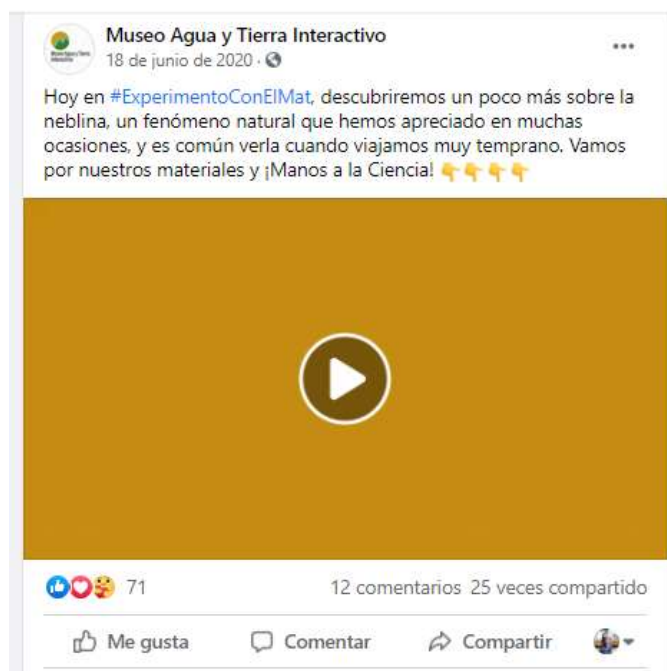 Museo Agua y Tierra Interactivo
18 de junio de 2020 ·
Hoy en #ExperimentoConElMat, descubriremos un poco más sobre la
neblina, un fenómeno natural que hemos apreciado en muchas
ocasiones, y es común verla cuando viajamos muy temprano. Vamos
por nuestros materiales y ¡Manos a la Ciencia! 👇👇👇👇
71
12 comentarios 25 veces compartido
Me gusta Comentar Compartir